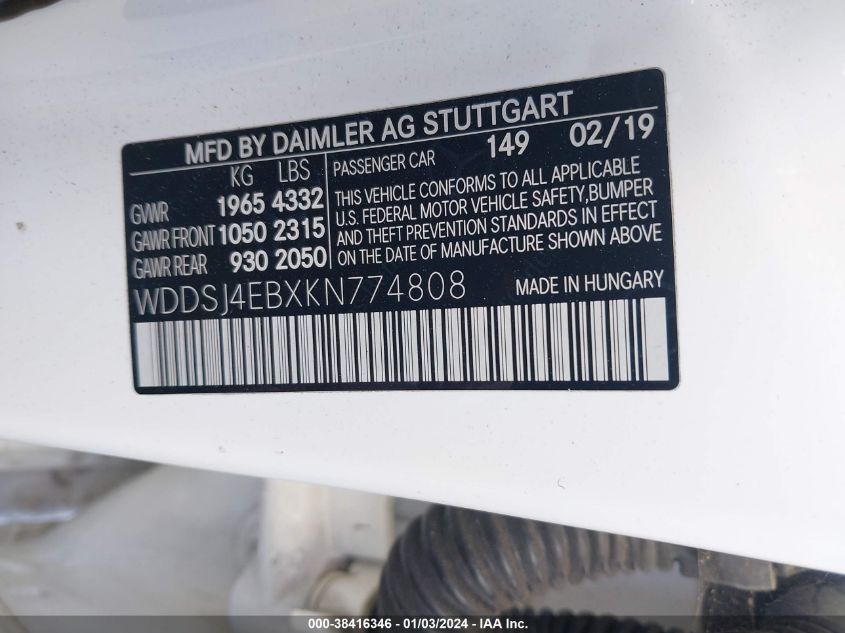 MFD BY DAIMLER AG STUTTGART
KG LBS PASSENGER CAR 149 02/19
GVWR 1965 4332
GAWR FRONT 1050 2315
GAWR REAR 930 2050
THIS VEHICLE CONFORMS TO ALL APPLICABLE
U.S. FEDERAL MOTOR VEHICLE SAFETY, BUMPER
AND THEFT PREVENTION STANDARDS IN EFFECT
ON THE DATE OF MANUFACTURE SHOWN ABOVE
WDDSJ4EBXKN774808 MADE IN HUNGARY
000-38416346 - 01/03/2024 - IAA Inc.